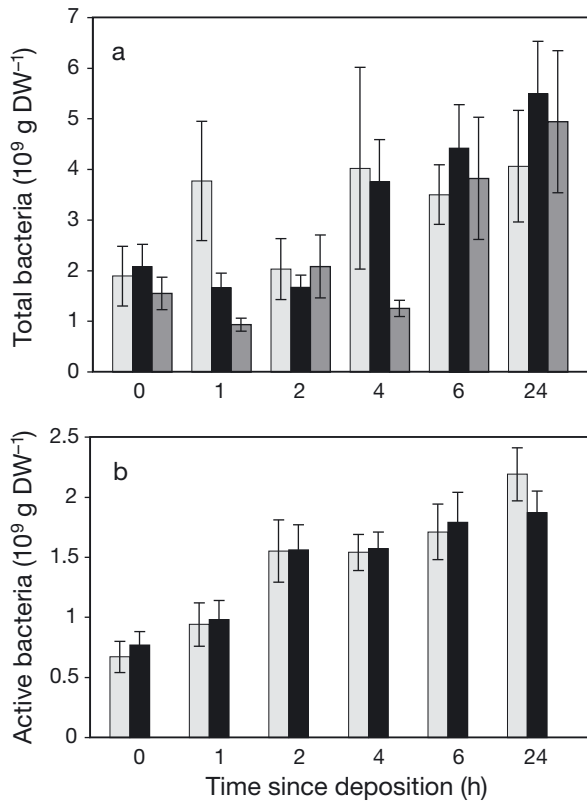 7
6
5
4
3
2
1
0
Total bacteria (10⁹ g DW⁻¹)
a
0 1 2 4 6 24
2.5
2
1.5
1
0.5
0
Active bacteria (10⁹ g DW⁻¹)
b
0 1 2 4 6 24
Time since deposition (h)